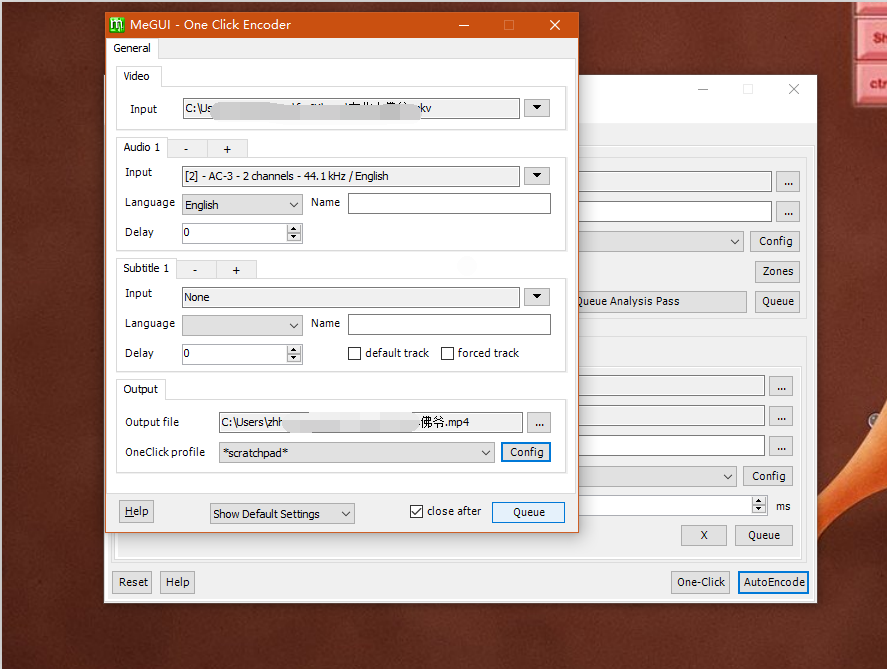 MeGUI - One Click Encoder
General
Video
Input C:\Us kv
Audio 1 - +
Input [2] - AC-3 - 2 channels - 44.1 kHz / English
Language English Name
Delay 0
Subtitle 1 - +
Input None
Language Name
Delay 0 default track forced track
Output
Output file C:\Users\zhh 佛爷.mp4 ...
OneClick profile *scratchpad* Config
Help Show Default Settings close after Queue
...
...
Config
Zones
Queue Analysis Pass Queue
...
...
...
Config
ms
X Queue
Reset Help One-Click AutoEncode
Sh
ctr